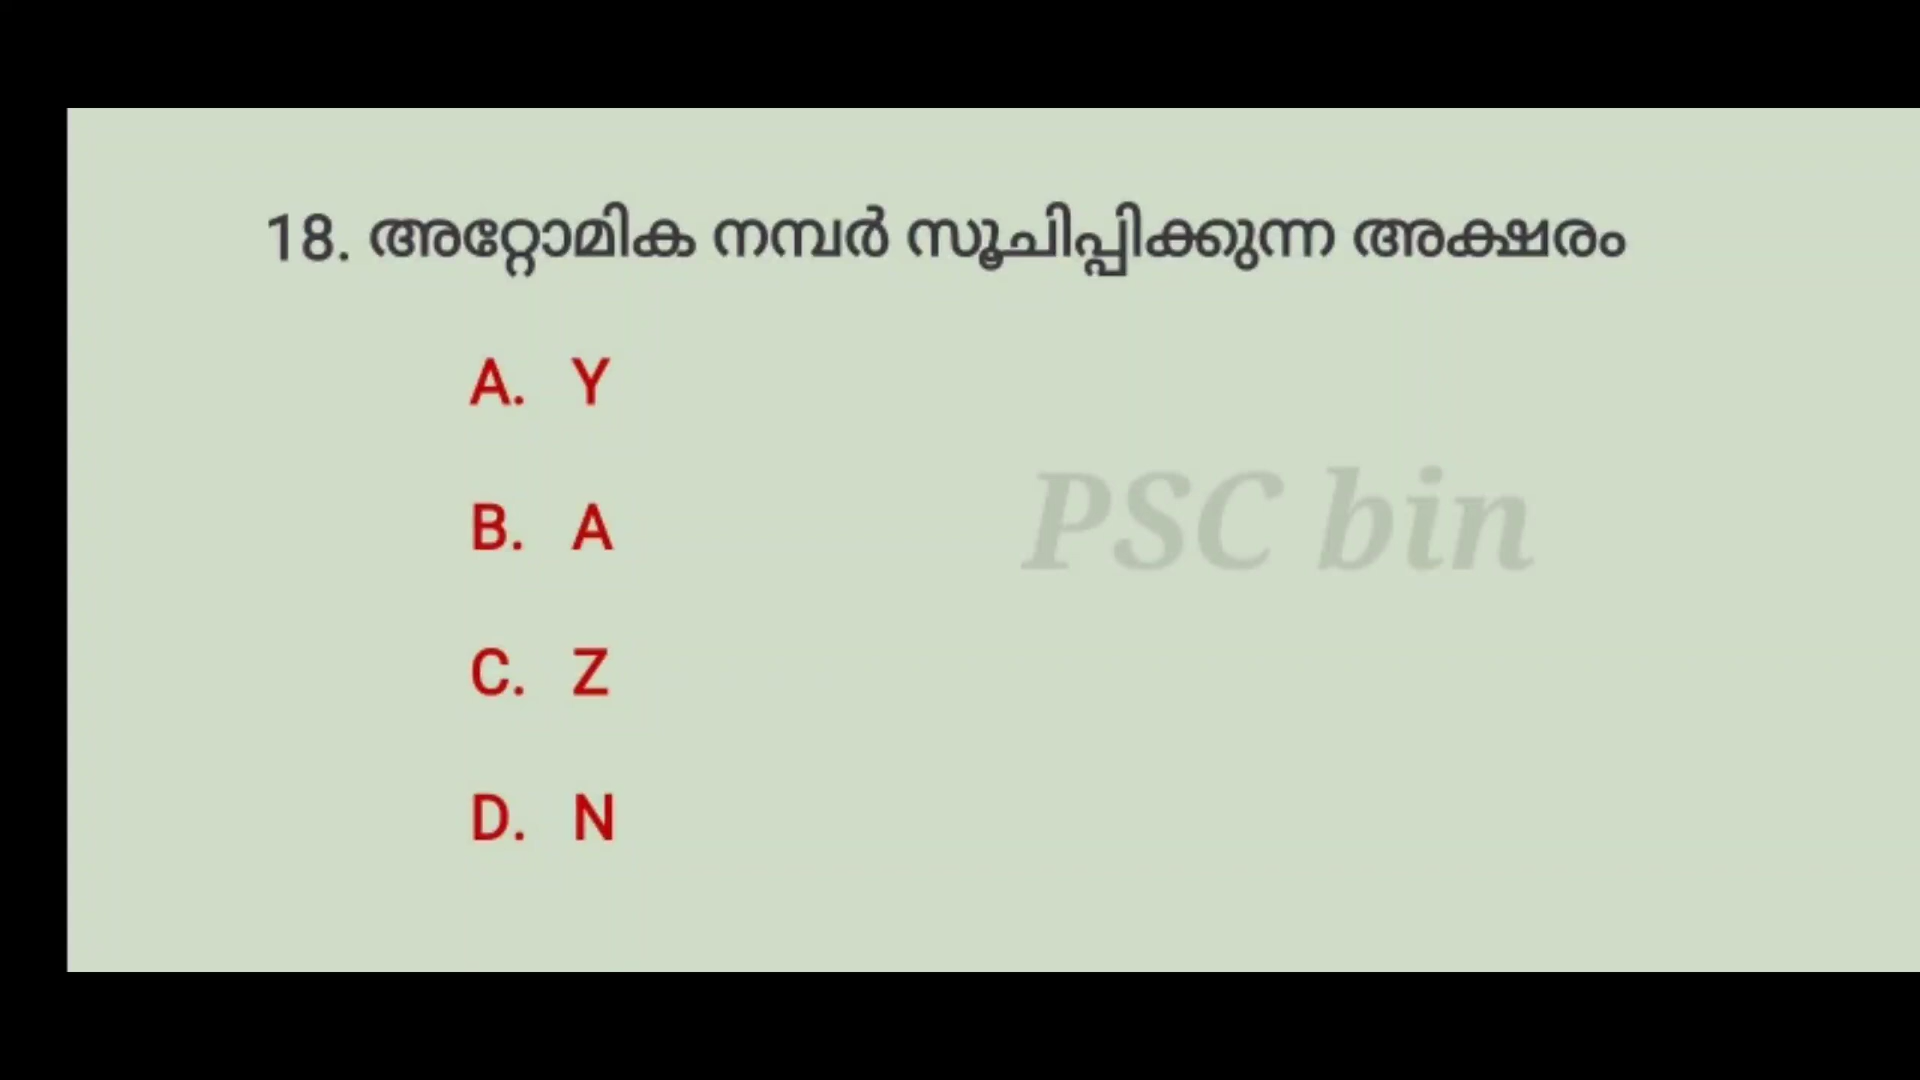 18. അറ്റോമിക നമ്പർ സൂചിപ്പിക്കുന്ന അക്ഷരം
A. Y
B. A
PSC bin
C. Z
D. N